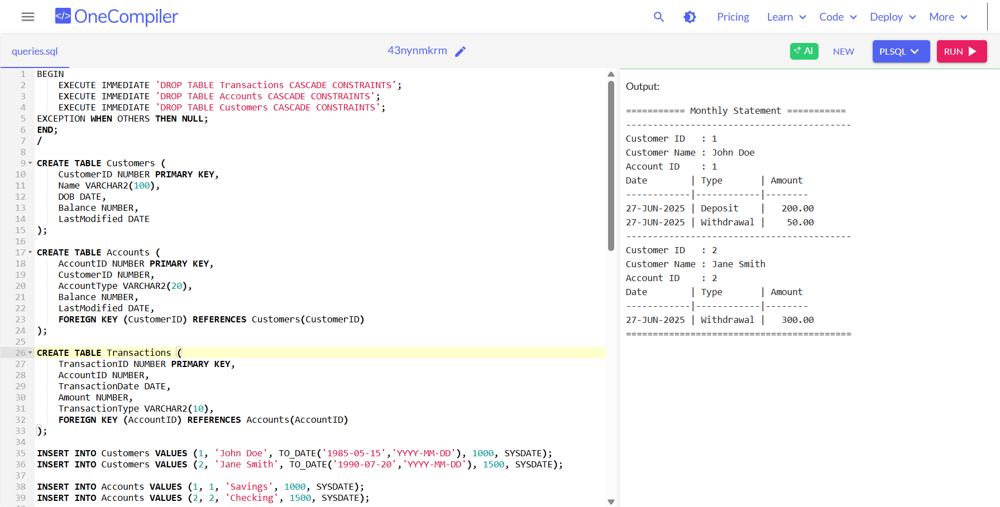 </> OneCompiler
Pricing Learn Code Deploy More
queries.sql
43nynmkrm
AI NEW PLSQL RUN
1 BEGIN
2     EXECUTE IMMEDIATE 'DROP TABLE Transactions CASCADE CONSTRAINTS';
3     EXECUTE IMMEDIATE 'DROP TABLE Accounts CASCADE CONSTRAINTS';
4     EXECUTE IMMEDIATE 'DROP TABLE Customers CASCADE CONSTRAINTS';
5 EXCEPTION WHEN OTHERS THEN NULL;
6 END;
7 /
8
9 CREATE TABLE Customers (
10     CustomerID NUMBER PRIMARY KEY,
11     Name VARCHAR2(100),
12     DOB DATE,
13     Balance NUMBER,
14     LastModified DATE
15 );
16
17 CREATE TABLE Accounts (
18     AccountID NUMBER PRIMARY KEY,
19     CustomerID NUMBER,
20     AccountType VARCHAR2(20),
21     Balance NUMBER,
22     LastModified DATE,
23     FOREIGN KEY (CustomerID) REFERENCES Customers(CustomerID)
24 );
25
26 CREATE TABLE Transactions (
27     TransactionID NUMBER PRIMARY KEY,
28     AccountID NUMBER,
29     TransactionDate DATE,
30     Amount NUMBER,
31     TransactionType VARCHAR2(10),
32     FOREIGN KEY (AccountID) REFERENCES Accounts(AccountID)
33 );
34
35 INSERT INTO Customers VALUES (1, 'John Doe', TO_DATE('1985-05-15','YYYY-MM-DD'), 1000, SYSDATE);
36 INSERT INTO Customers VALUES (2, 'Jane Smith', TO_DATE('1990-07-20','YYYY-MM-DD'), 1500, SYSDATE);
37
38 INSERT INTO Accounts VALUES (1, 1, 'Savings', 1000, SYSDATE);
39 INSERT INTO Accounts VALUES (2, 2, 'Checking', 1500, SYSDATE);
Output:
=========== Monthly Statement ===========
------------------------------------------
Customer ID   : 1
Customer Name : John Doe
Account ID    : 1
Date        | Type       | Amount
------------|------------|--------
27-JUN-2025 | Deposit    |   200.00
27-JUN-2025 | Withdrawal |    50.00
------------------------------------------
Customer ID   : 2
Customer Name : Jane Smith
Account ID    : 2
Date        | Type       | Amount
------------|------------|--------
27-JUN-2025 | Withdrawal |   300.00
==========================================